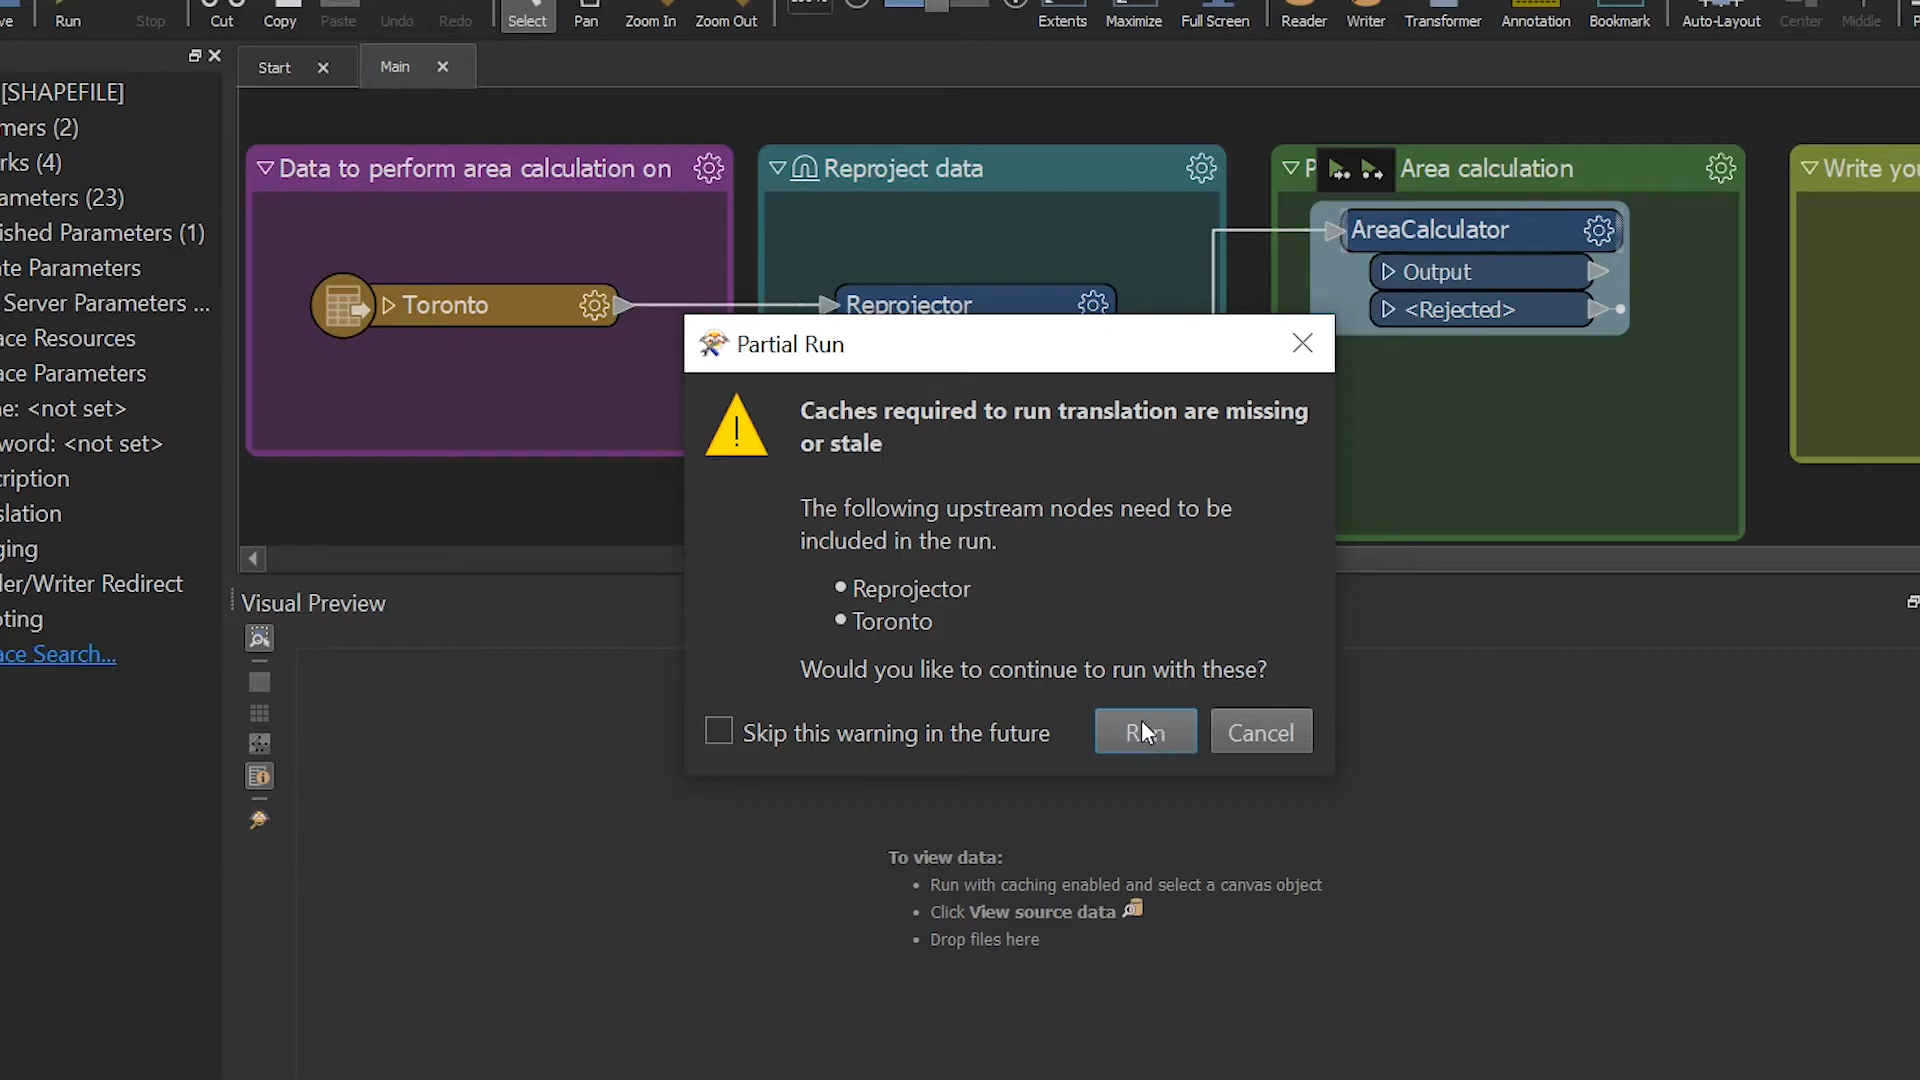 Run
Stop
Cut
Copy
Paste
Undo
Redo
Select
Pan
Zoom In
Zoom Out
Extents
Maximize
Full Screen
Reader
Writer
Transformer
Annotation
Bookmark
Auto-Layout
Center
Middle
Start
Main
[SHAPEFILE]
mers (2)
rks (4)
ameters (23)
ished Parameters (1)
te Parameters
Server Parameters ...
ace Resources
ace Parameters
e: <not set>
word: <not set>
ription
slation
ging
ler/Writer Redirect
oting
ace Search...
Data to perform area calculation on
Toronto
Reproject data
Reprojector
P
Area calculation
AreaCalculator
Output
<Rejected>
Write you
Partial Run
Caches required to run translation are missing
or stale
The following upstream nodes need to be
included in the run.
• Reprojector
• Toronto
Would you like to continue to run with these?
Skip this warning in the future
Run
Cancel
Visual Preview
To view data:
• Run with caching enabled and select a canvas object
• Click View source data
• Drop files here